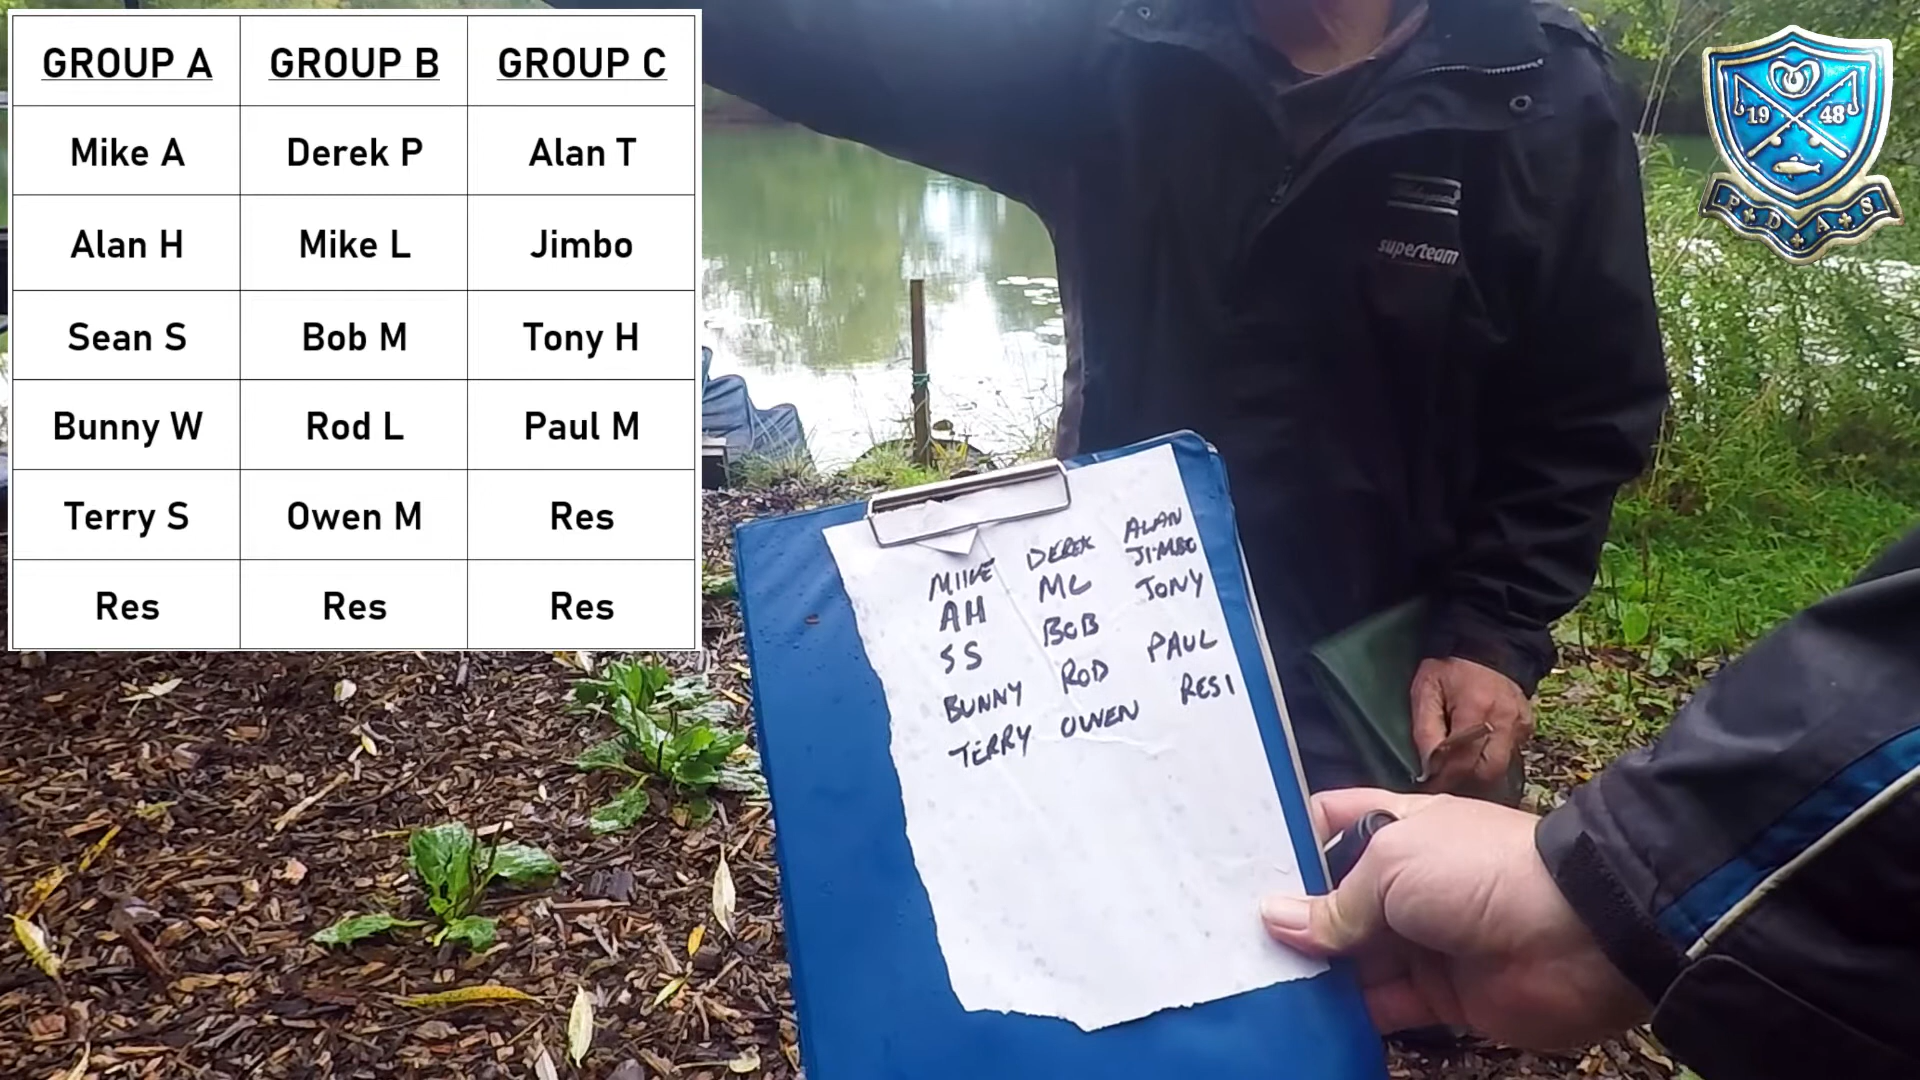 GROUP A GROUP B GROUP C
Mike A Derek P Alan T
Alan H Mike L Jimbo
Sean S Bob M Tony H
Bunny W Rod L Paul M
Terry S Owen M Res
Res Res Res
19 48
P D A S
superteam
MIKE DEREK ALAN
AH ML JIMBO
SS BOB TONY
BUNNY ROD PAUL
TERRY OWEN RES1